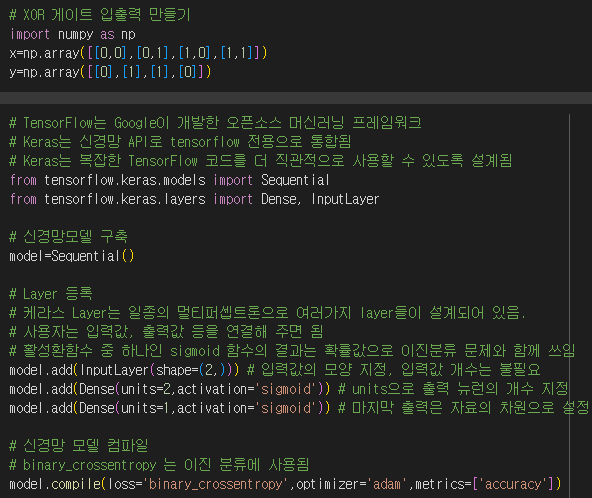 # XOR 게이트 입출력 만들기
import numpy as np
x=np.array([[0,0],[0,1],[1,0],[1,1]])
y=np.array([[0],[1],[1],[0]])
# TensorFlow는 Google이 개발한 오픈소스 머신러닝 프레임워크
# Keras는 신경망 API로 tensorflow 전용으로 통합됨
# Keras는 복잡한 TensorFlow 코드를 더 직관적으로 사용할 수 있도록 설계됨
from tensorflow.keras.models import Sequential
from tensorflow.keras.layers import Dense, InputLayer
# 신경망모델 구축
model=Sequential()
# Layer 등록
# 케라스 Layer는 일종의 멀티퍼셉트론으로 여러가지 layer들이 설계되어 있음.
# 사용자는 입력값, 출력값 등을 연결해 주면 됨
# 활성화함수 중 하나인 sigmoid 함수의 결과는 확률값으로 이진분류 문제와 함께 쓰임
model.add(InputLayer(shape=(2,))) # 입력값의 모양 지정, 입력값 개수는 불필요
model.add(Dense(units=2,activation='sigmoid')) # units으로 출력 뉴런의 개수 지정
model.add(Dense(units=1,activation='sigmoid')) # 마지막 출력은 자료의 차원으로 설정
# 신경망 모델 컴파일
# binary_crossentropy 는 이진 분류에 사용됨
model.compile(loss='binary_crossentropy',optimizer='adam',metrics=['accuracy'])